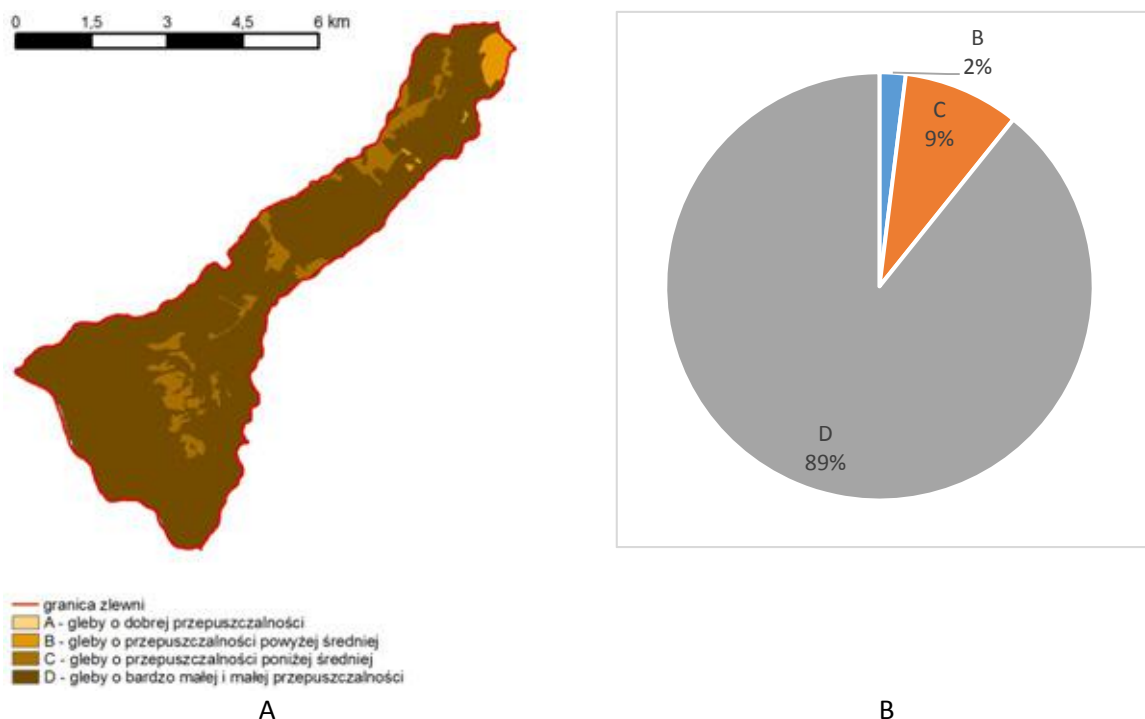 0 1,5 3 4,5 6 km
B
2%
C
9%
D
89%
granica zlewni
A - gleby o dobrej przepuszczalności
B - gleby o przepuszczalności powyżej średniej
C - gleby o przepuszczalności poniżej średniej
D - gleby o bardzo małej i małej przepuszczalności
A
B